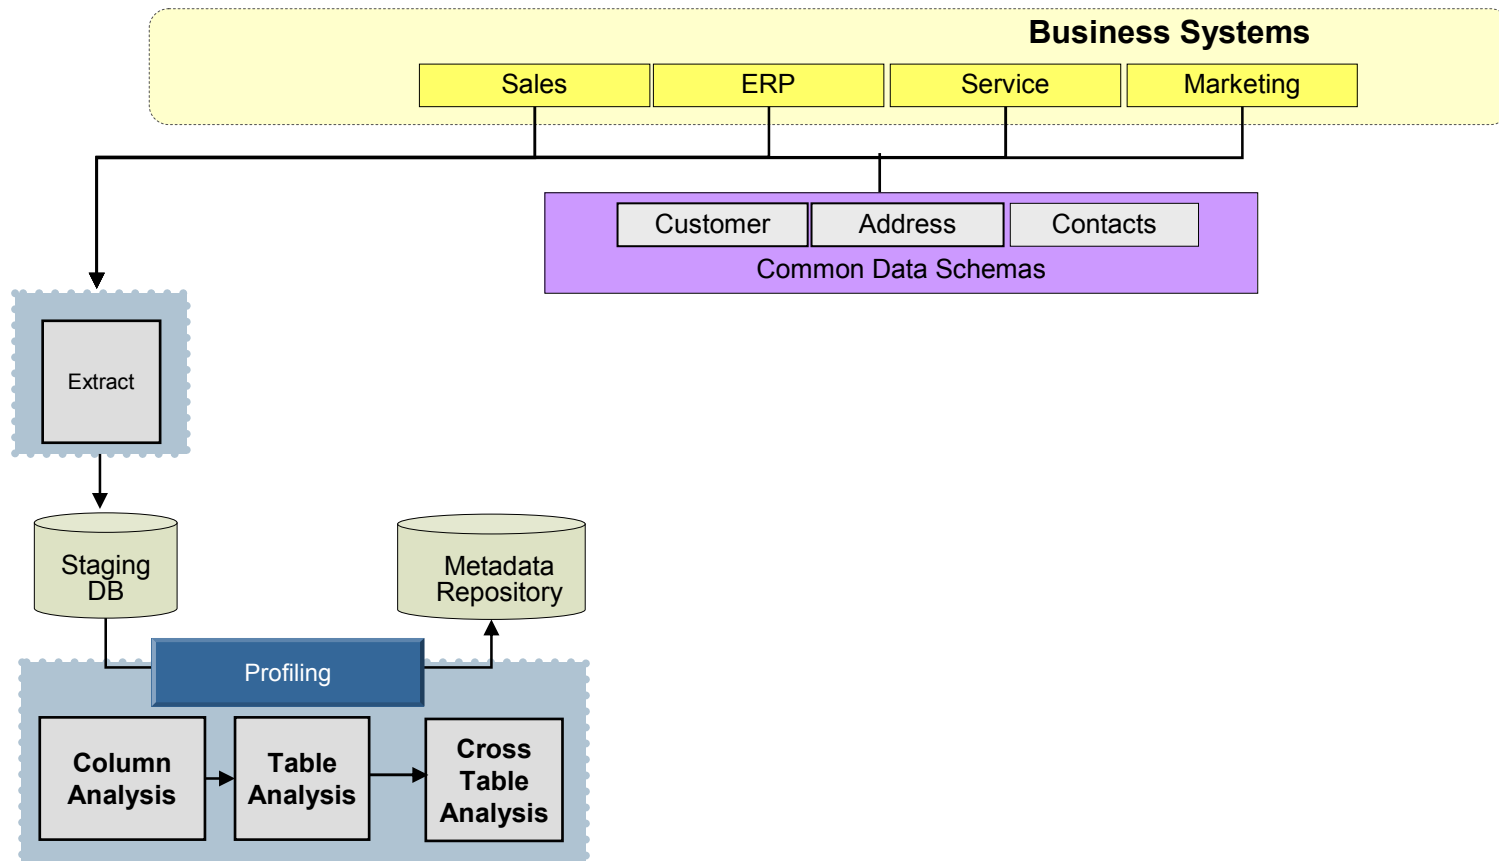 Business Systems
Sales
ERP
Service
Marketing
Customer
Address
Contacts
Common Data Schemas
Extract
Staging
DB
Metadata
Repository
Profiling
Column
Analysis
Table
Analysis
Cross
Table
Analysis